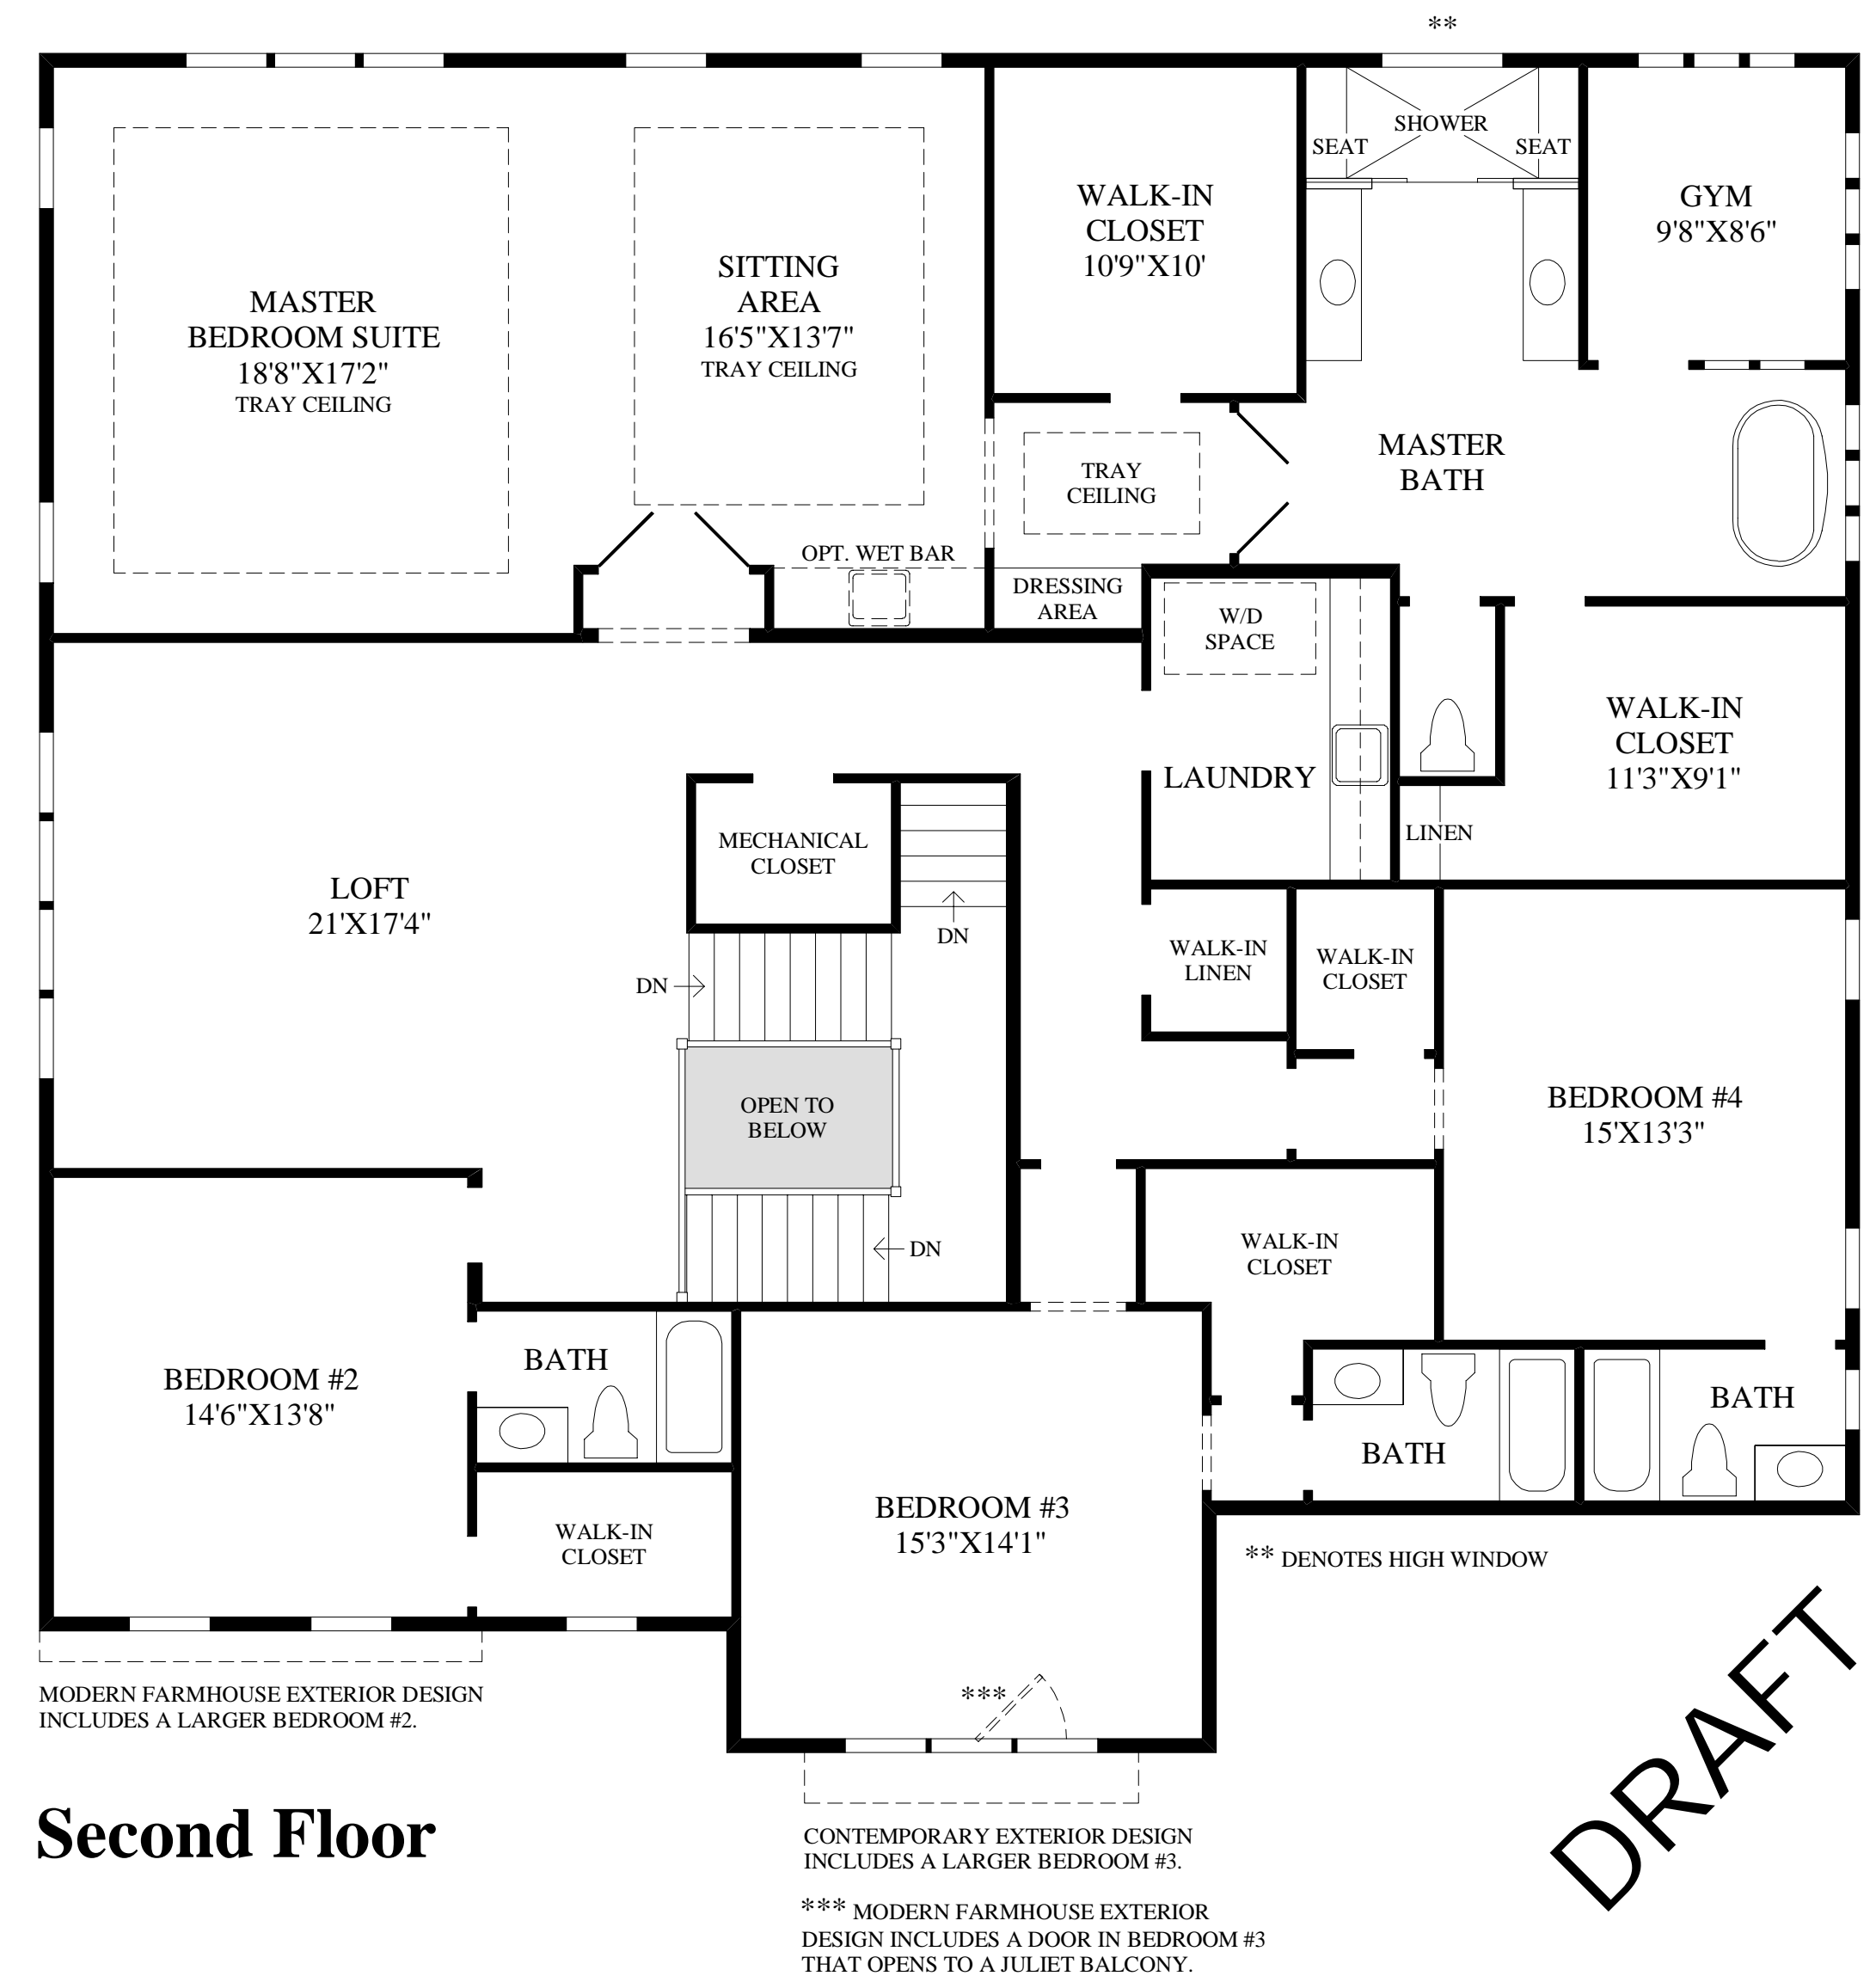 **
SHOWER
SEAT
SEAT
WALK-IN
CLOSET
10'9"X10'
GYM
9'8"X8'6"
SITTING
AREA
16'5"X13'7"
TRAY CEILING
MASTER
BEDROOM SUITE
18'8"X17'2"
TRAY CEILING
MASTER
BATH
TRAY
CEILING
OPT. WET BAR
DRESSING
AREA
W/D
SPACE
WALK-IN
CLOSET
11'3"X9'1"
LAUNDRY
LINEN
MECHANICAL
CLOSET
LOFT
21'X17'4"
DN
DN
WALK-IN
LINEN
WALK-IN
CLOSET
OPEN TO
BELOW
BEDROOM #4
15'X13'3"
DN
WALK-IN
CLOSET
BATH
BEDROOM #2
14'6"X13'8"
BATH
BATH
BEDROOM #3
15'3"X14'1"
WALK-IN
CLOSET
** DENOTES HIGH WINDOW
***
MODERN FARMHOUSE EXTERIOR DESIGN
INCLUDES A LARGER BEDROOM #2.
DRAFT
Second Floor
CONTEMPORARY EXTERIOR DESIGN
INCLUDES A LARGER BEDROOM #3.
*** MODERN FARMHOUSE EXTERIOR
DESIGN INCLUDES A DOOR IN BEDROOM #3
THAT OPENS TO A JULIET BALCONY.